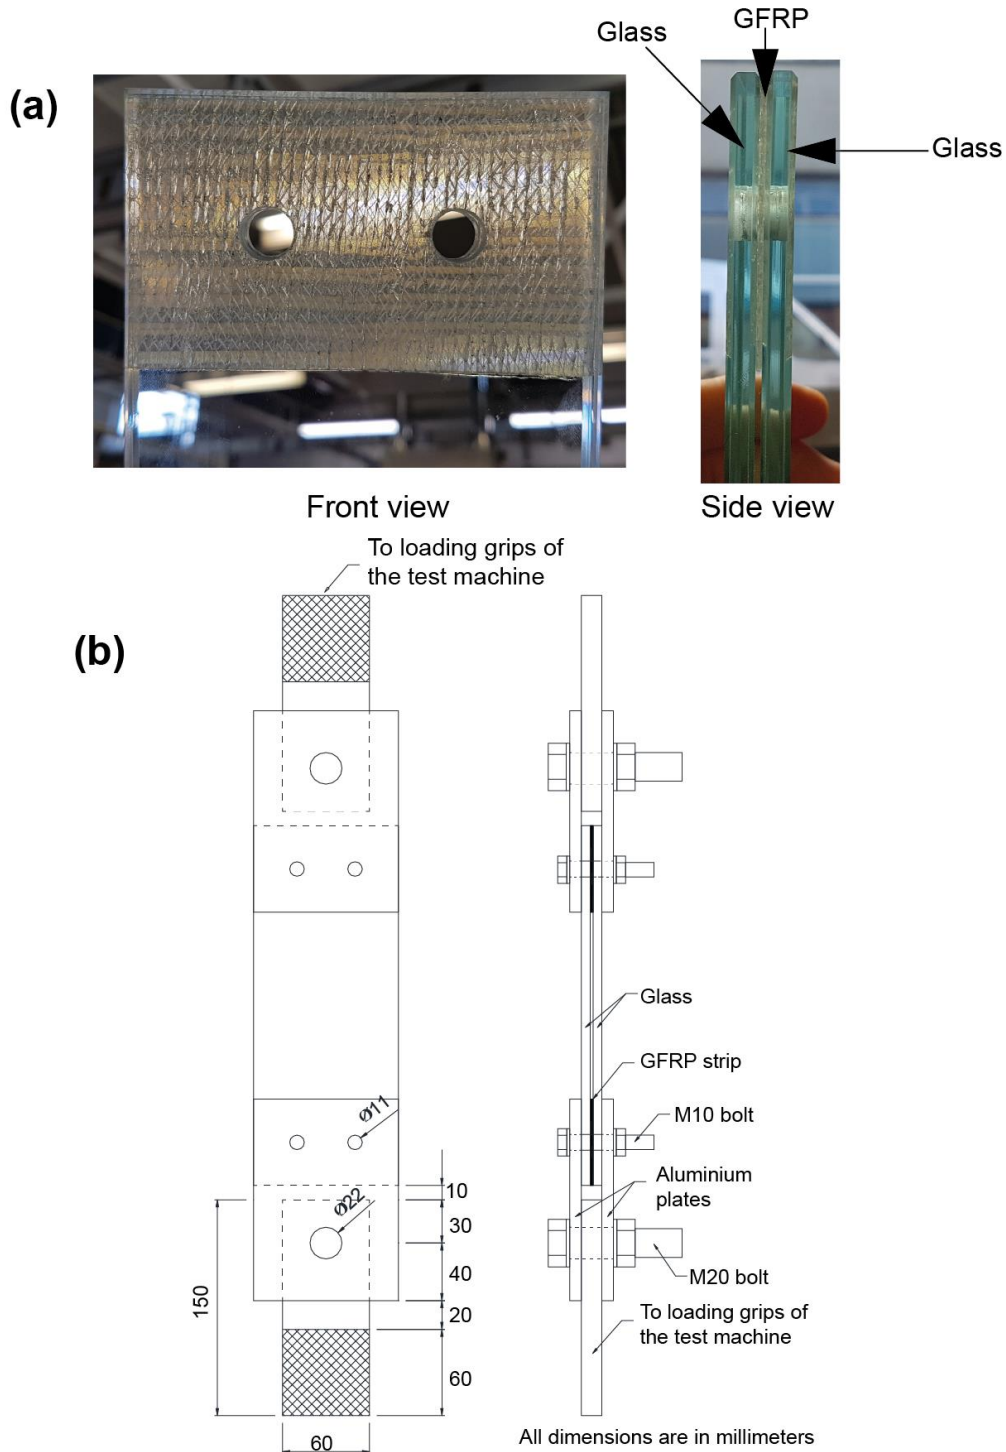 GFRP
Glass
(a)
Glass
Front view
Side view
To loading grips of
the test machine
(b)
Glass
GFRP strip
Ø11
M10 bolt
Aluminium
plates
10
Ø22
30
40
M20 bolt
150
20
To loading grips of
the test machine
60
60
All dimensions are in millimeters